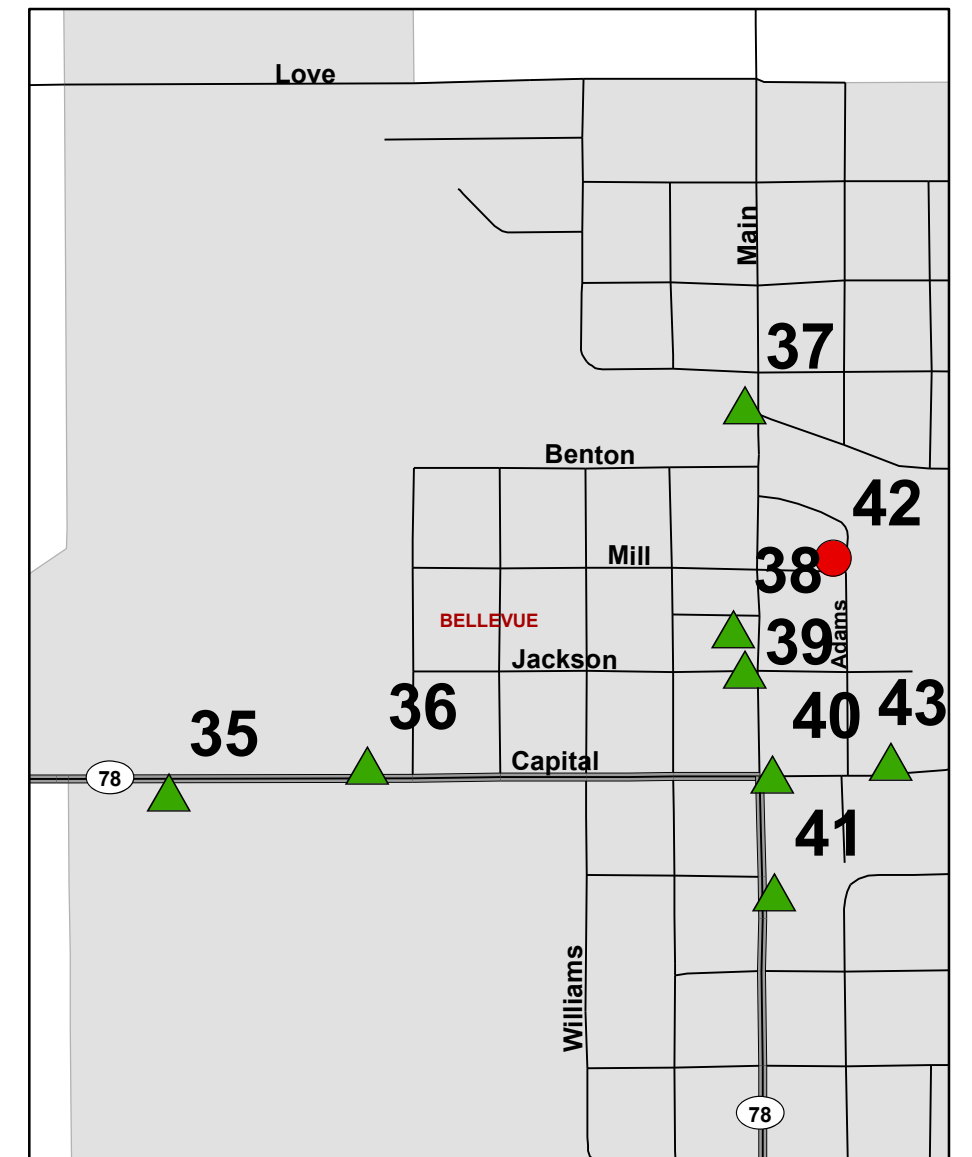 Love
Main
37
Benton
42
Mill
38
BELLEVUE
Adams
39
Jackson
36
43
40
35
Capital
78
41
Williams
78